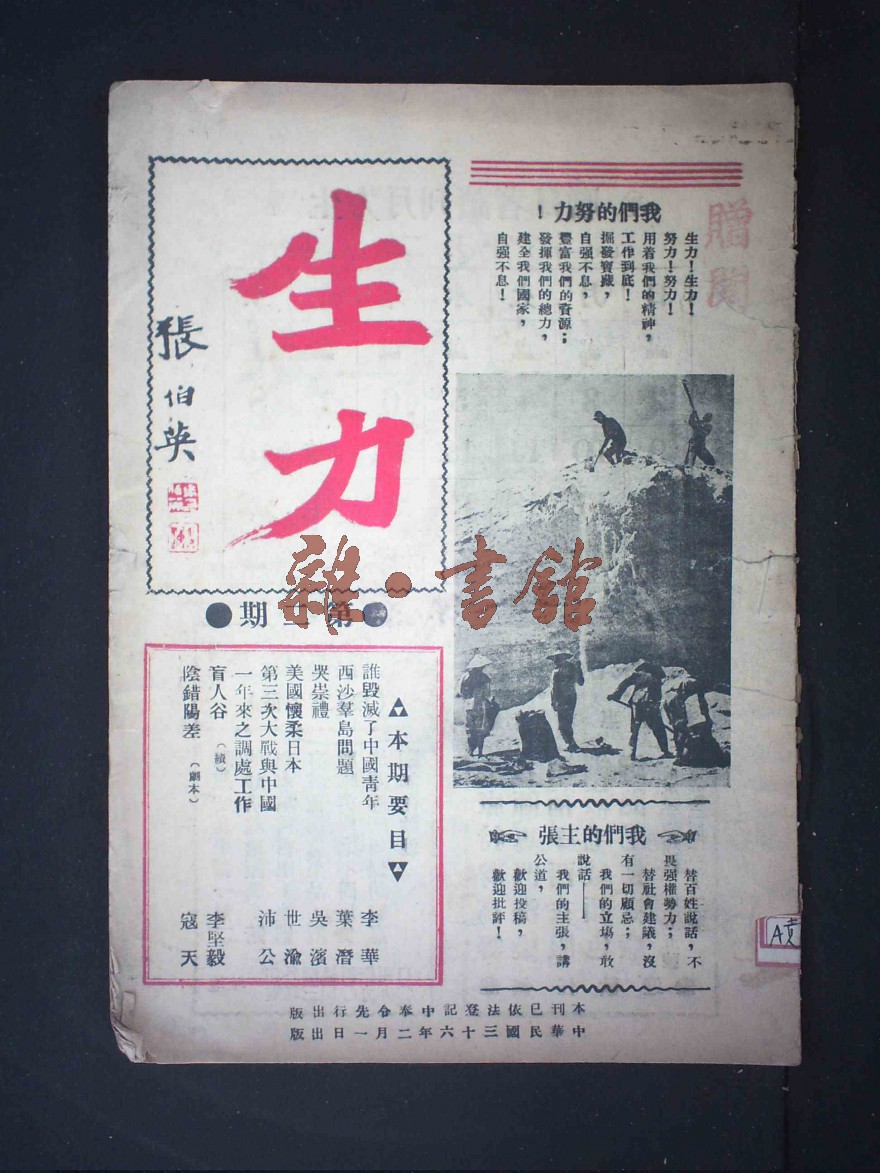 贈閱
我們的努力！
生力！生力！
努力！努力！
用着我們的精神，
工作到底！
掘發寶藏，
自强不息，
豐富我們的資源；
發揮我們的總力，
建全我們國家，
自强不息！
生力
張伯英
第二期
雜·書館
本期要目
誰毀滅了中國青年 李華
西沙羣島問題 葉潛
哭崇禮 吳濱
美國懷柔日本 世瀹
第三次大戰與中國 沛公
一年來之調處工作
盲人谷（續） 李堅毅
陰錯陽差（劇本） 寇天
我們的主張
替百姓說話，不
畏强權勢力；
替社會建議，沒
有一切顧忌；
我們的立塲，敢
說話——
我們的主張，講
公道，
歡迎投稿，
歡迎批評！
本刊已依法登記中奉令先行出版
中華民國三十六年二月一日出版